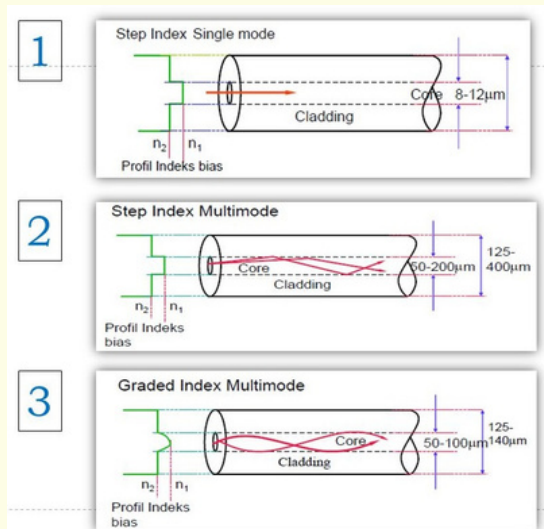 1
Step Index Single mode
Core 8-12µm
Cladding
n2 n1
Profil Indeks bias
2
Step Index Multimode
Core
50-200µm
125-
400µm
Cladding
n2 n1
Profil Indeks
bias
3
Graded Index Multimode
Core
50-100µm
125-
140µm
Cladding
n2 n1
Profil Indeks
bias